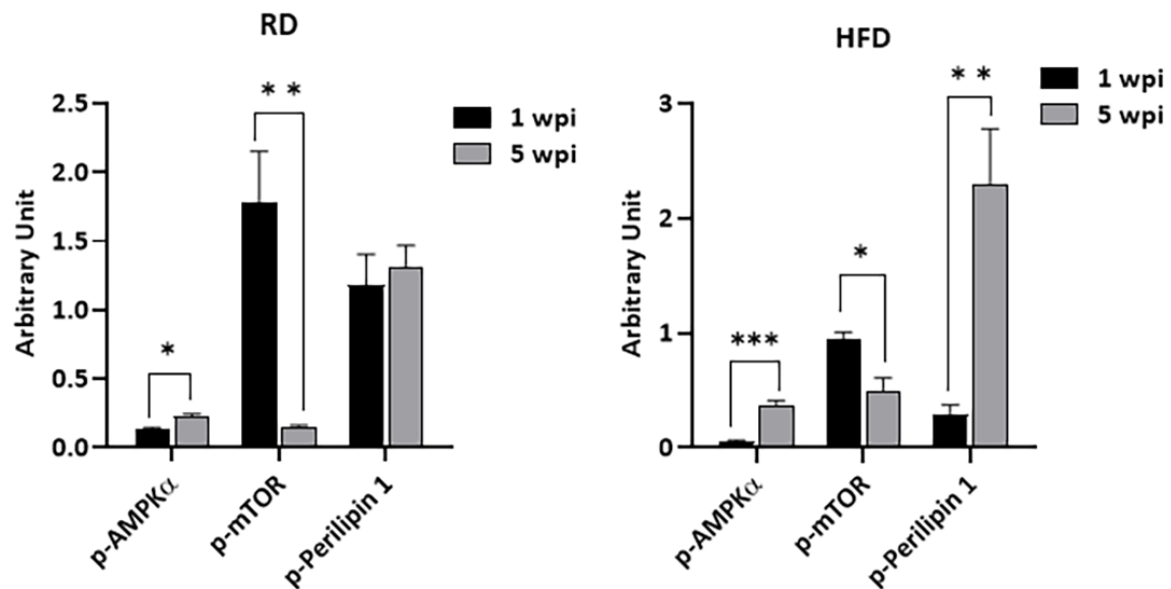 RD
* *
2.5
2.0
1.5
1.0
0.5
0.0
Arbitrary Unit
*
1 wpi
5 wpi
p-AMPKα
p-mTOR
p-Perilipin 1
HFD
* *
3
2
1
0
Arbitrary Unit
***
*
1 wpi
5 wpi
p-AMPKα
p-mTOR
p-Perilipin 1